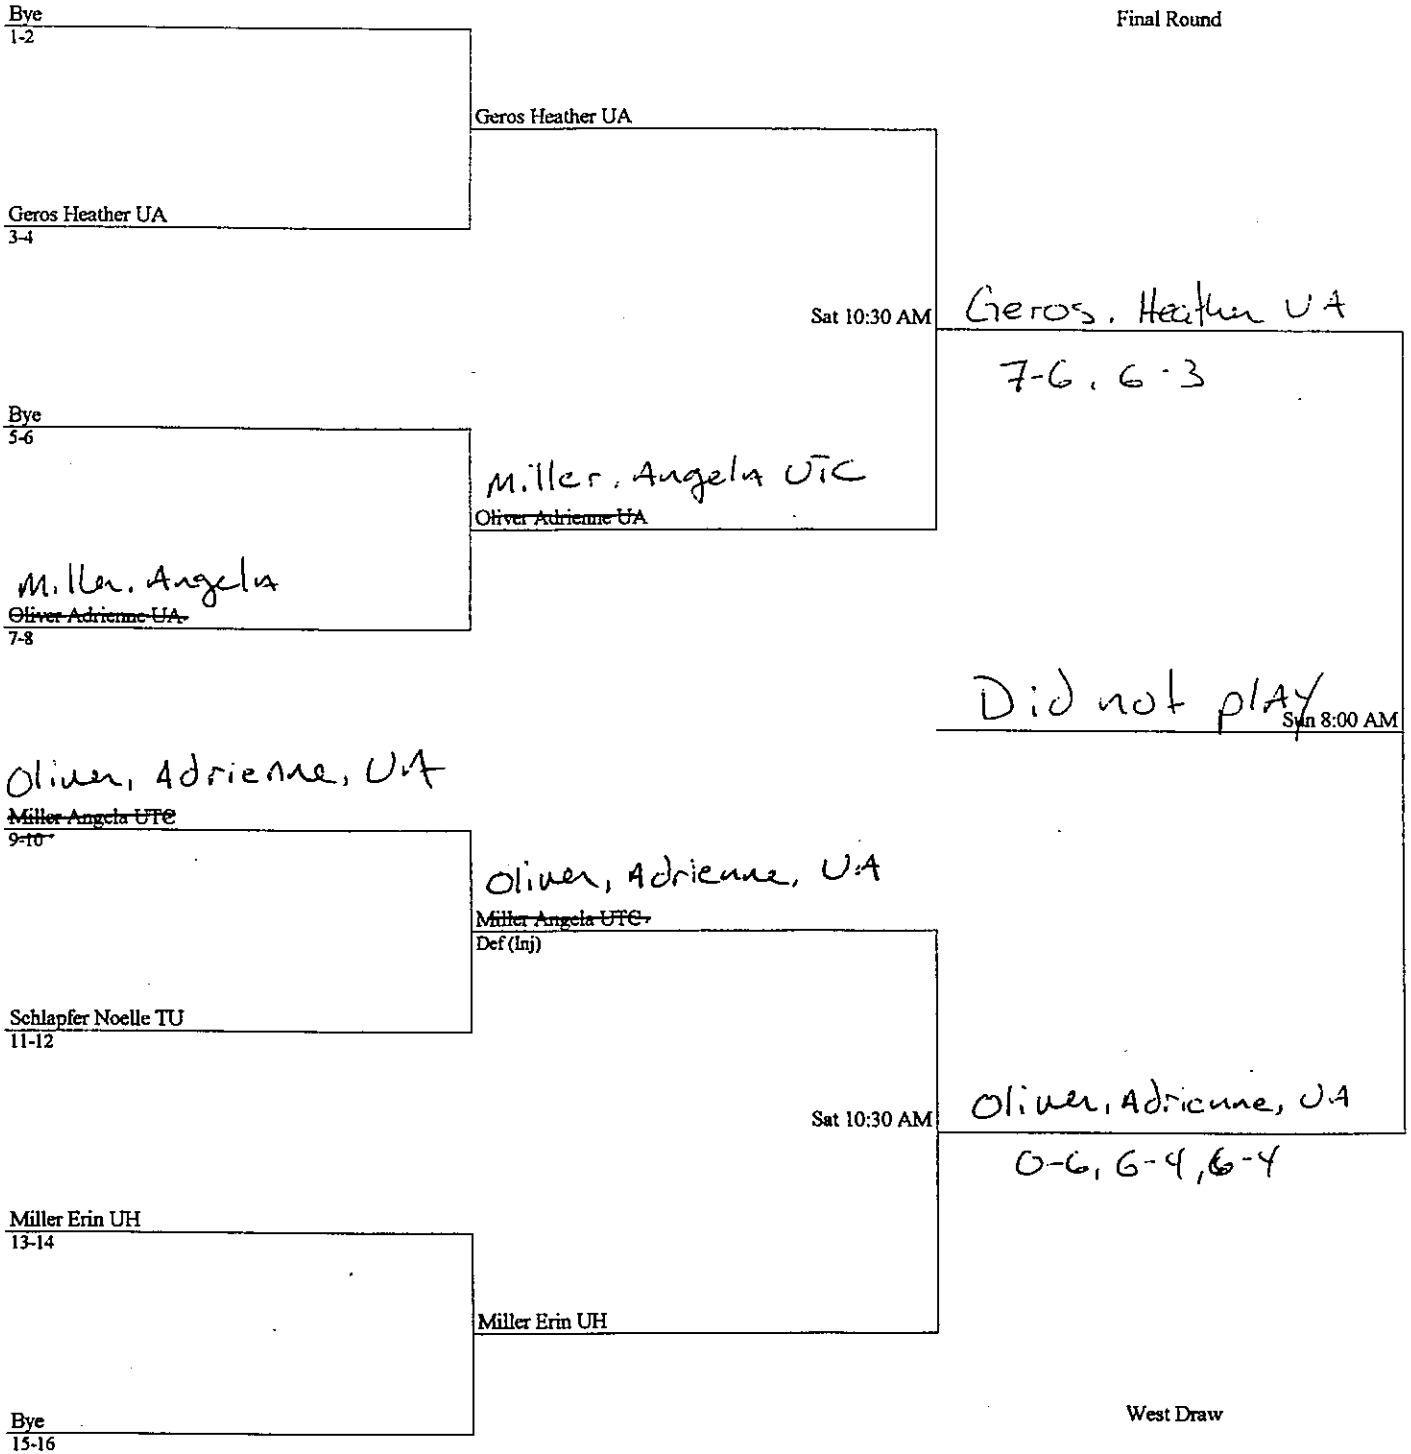 Bye
1-2
Final Round
Geros Heather UA
Geros Heather UA
3-4
Sat 10:30 AM
Geros, Heather UA
7-6, 6-3
Bye
5-6
Miller, Angela UTC
Oliver Adrienne UA
Miller, Angela
Oliver Adrienne UA
7-8
Did not play
Sun 8:00 AM
Oliver, Adrienne, UA
Miller Angela UTC
9-10
Oliver, Adrienne, UA
Miller Angela UTC
Def (Inj)
Schlapfer Noelle TU
11-12
Sat 10:30 AM
Oliver, Adrienne, UA
0-6, 6-4, 6-4
Miller Erin UH
13-14
Miller Erin UH
Bye
15-16
West Draw